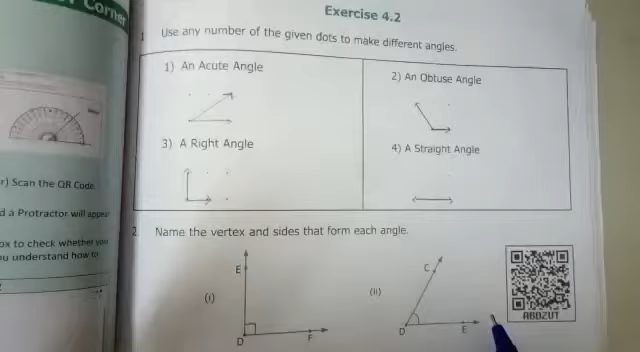 Corner
Exercise 4.2
1 Use any number of the given dots to make different angles.
1) An Acute Angle
2) An Obtuse Angle
3) A Right Angle
4) A Straight Angle
r) Scan the QR Code.
d a Protractor will appear
ox to check whether you
ou understand how to
2. Name the vertex and sides that form each angle.
(i)
E
D
F
(ii)
C
D
E
ABBZUT